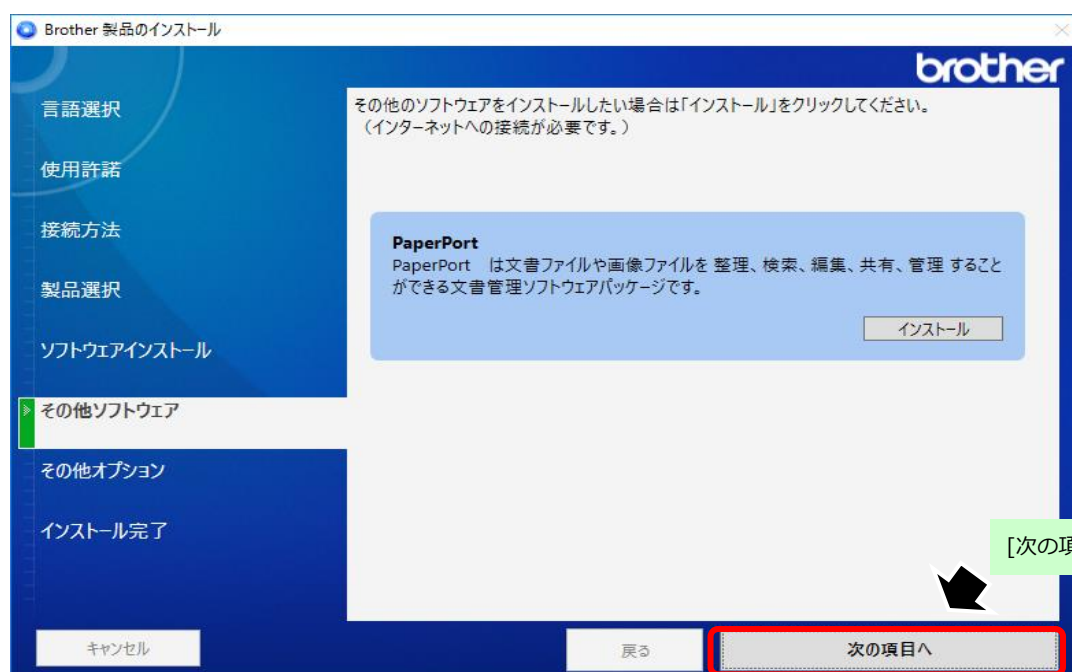 Brother 製品のインストール
brother
言語選択
使用許諾
接続方法
製品選択
ソフトウェアインストール
その他ソフトウェア
その他オプション
インストール完了
その他のソフトウェアをインストールしたい場合は「インストール」をクリックしてください。
（インターネットへの接続が必要です。）
PaperPort
PaperPort　は文書ファイルや画像ファイルを 整理、検索、編集、共有、管理 すること
ができる文書管理ソフトウェアパッケージです。
インストール
[次の項
キャンセル
戻る
次の項目へ